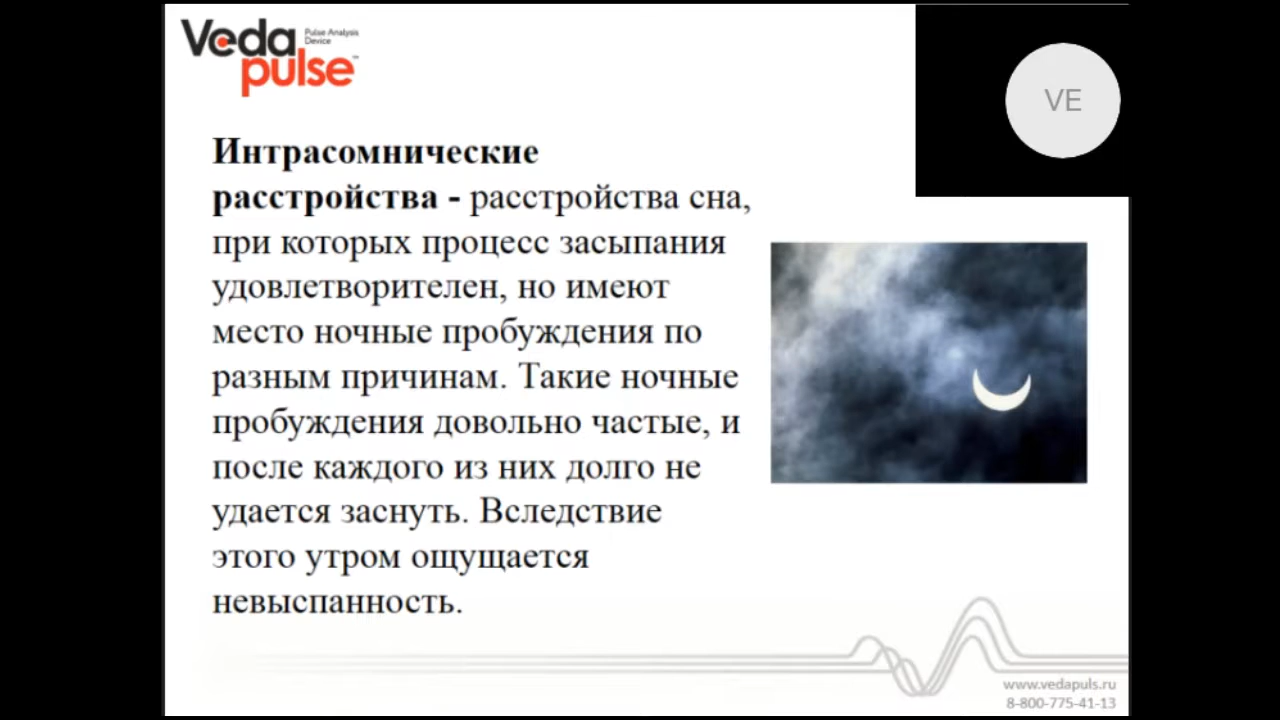 Veda Pulse Analysis
Device
pulse™
VE
Интрасомнические
расстройства - расстройства сна,
при которых процесс засыпания
удовлетворителен, но имеют
место ночные пробуждения по
разным причинам. Такие ночные
пробуждения довольно частые, и
после каждого из них долго не
удается заснуть. Вследствие
этого утром ощущается
невыспанность.
www.vedapuls.ru
8-800-775-41-13